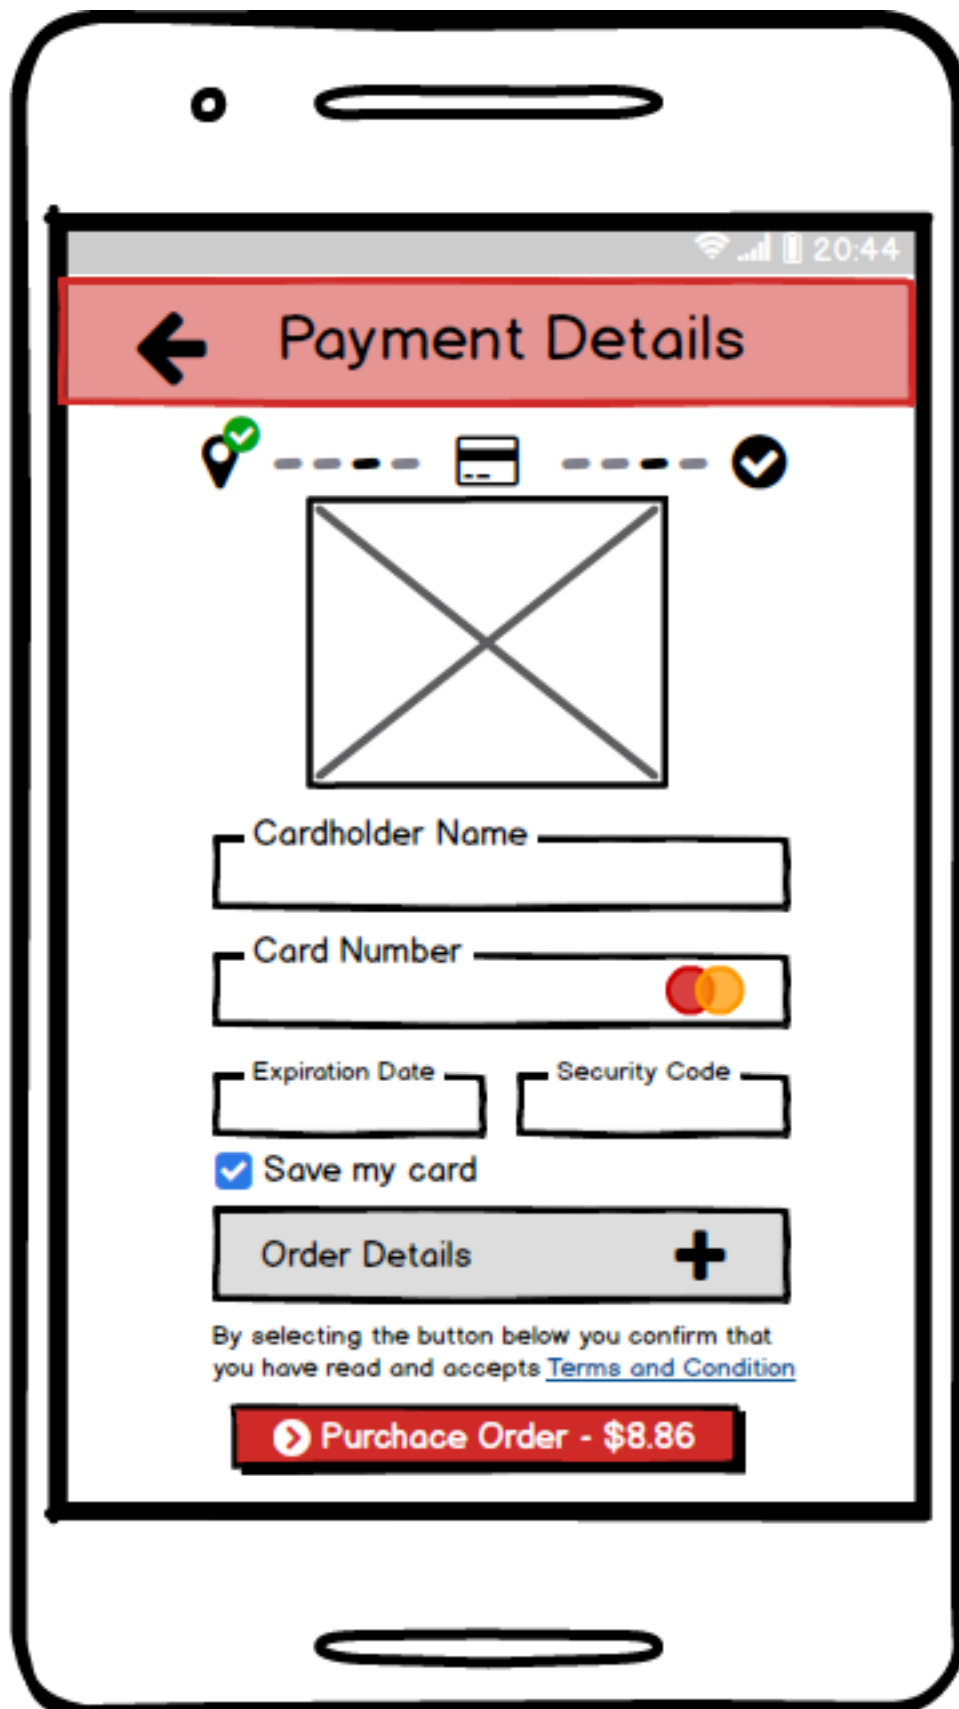 20:44
Payment Details
Cardholder Name
Card Number
Expiration Date
Security Code
Save my card
Order Details
By selecting the button below you confirm that
you have read and accepts Terms and Condition
Purchace Order - $8.86